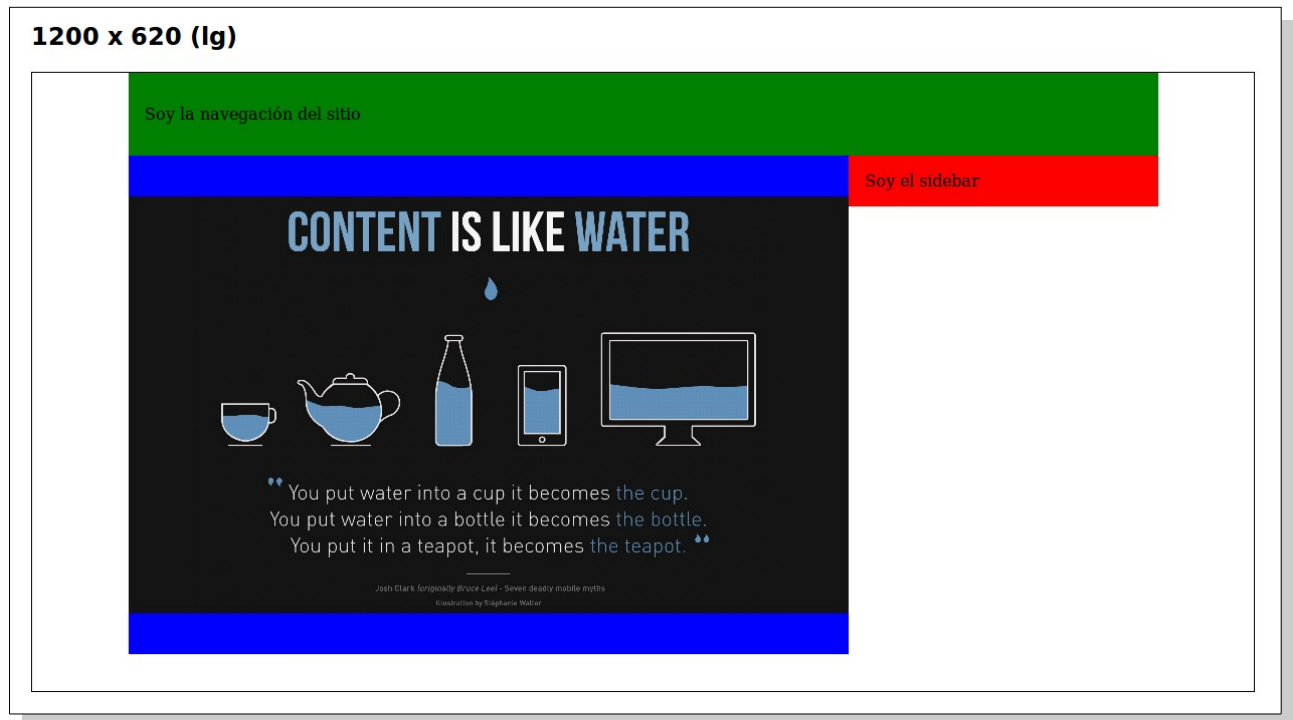 1200 x 620 (lg)
Soy la navegación del sitio
Soy el sidebar
CONTENT IS LIKE WATER
"You put water into a cup it becomes the cup.
You put water into a bottle it becomes the bottle.
You put it in a teapot, it becomes the teapot."
Josh Clark (originally Bruce Lee) - Seven deadly mobile myths
Illustration by Stéphanie Walter